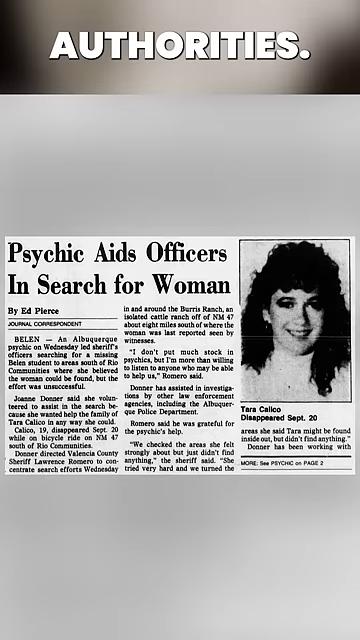 AUTHORITIES.
Psychic Aids Officers
In Search for Woman
By Ed Pierce
JOURNAL CORRESPONDENT
BELEN — An Albuquerque
psychic on Wednesday led sheriff's
officers searching for a missing
Belen student to areas south of Rio
Communities where she believed
the woman could be found, but the
effort was unsuccessful.
Joanne Donner said she volun-
teered to assist in the search be-
cause she wanted help the family of
Tara Calico in any way she could.
Calico, 19, disappeared Sept. 20
while on bicycle ride on NM 47
south of Rio Communities.
Donner directed Valencia County
Sheriff Lawrence Romero to con-
centrate search efforts Wednesday
in and around the Burris Ranch, an
isolated cattle ranch off of NM 47
about eight miles south of where the
woman was last reported seen by
witnesses.
"I don't put much stock in
psychics, but I'm more than willing
to listen to anyone who may be able
to help us," Romero said.
Donner has assisted in investiga-
tions by other law enforcement
agencies, including the Albuquer-
que Police Department.
Romero said he was grateful for
the psychic's help.
"We checked the areas she felt
strongly about but just didn't find
anything," the sheriff said. "She
tried very hard and we turned the
Tara Calico
Disappeared Sept. 20
areas she said Tara might be found
inside out, but didn't find anything."
Donner has been working with
MORE: See PSYCHIC on PAGE 2